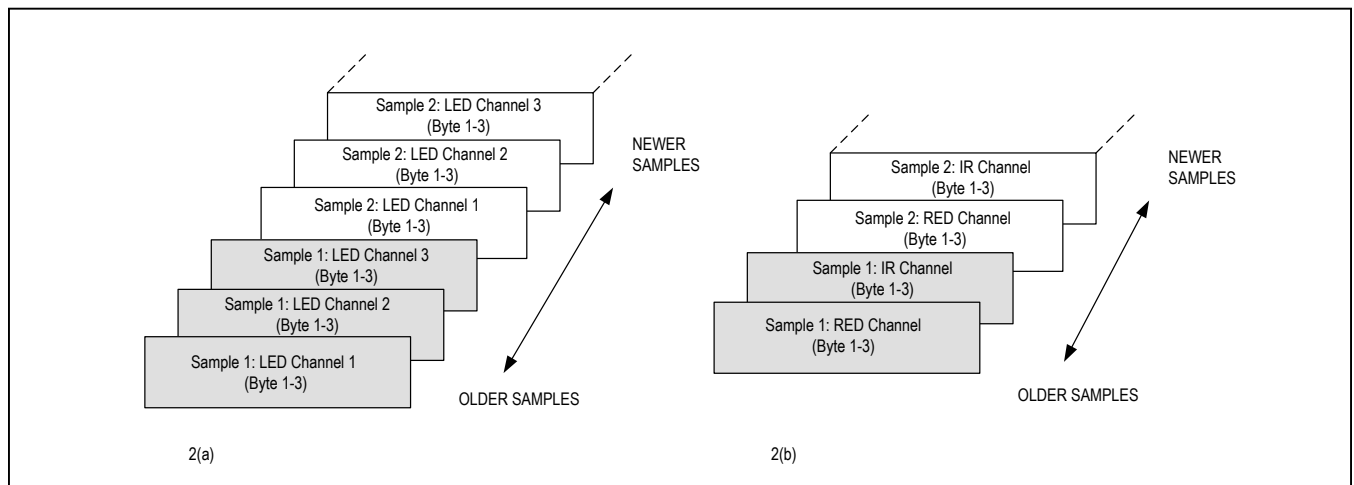 Sample 2: LED Channel 3
(Byte 1-3)
Sample 2: LED Channel 2
(Byte 1-3)
Sample 2: LED Channel 1
(Byte 1-3)
Sample 1: LED Channel 3
(Byte 1-3)
Sample 1: LED Channel 2
(Byte 1-3)
Sample 1: LED Channel 1
(Byte 1-3)
NEWER
SAMPLES
OLDER SAMPLES
2(a)
Sample 2: IR Channel
(Byte 1-3)
Sample 2: RED Channel
(Byte 1-3)
Sample 1: IR Channel
(Byte 1-3)
Sample 1: RED Channel
(Byte 1-3)
NEWER
SAMPLES
OLDER SAMPLES
2(b)